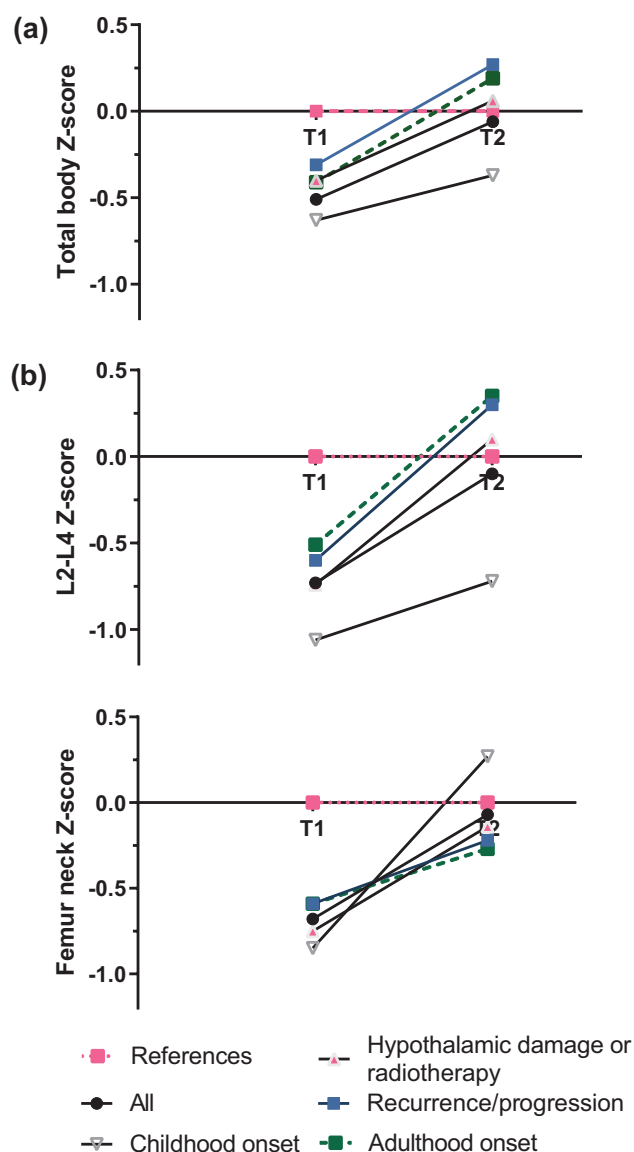 (a)
Total body Z-score
0.5
0.0
-0.5
-1.0
T1
T2
(b)
L2-L4 Z-score
0.5
0.0
-0.5
-1.0
T1
T2
Femur neck Z-score
0.5
0.0
-0.5
-1.0
T1
T2
References
All
Childhood onset
Hypothalamic damage or
radiotherapy
Recurrence/progression
Adulthood onset